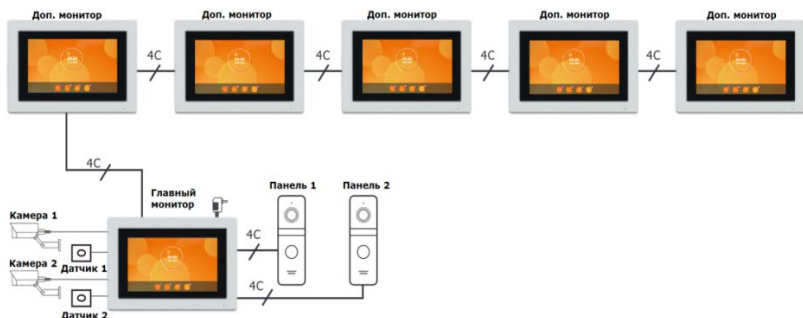 Доп. монитор
Доп. монитор
Доп. монитор
Доп. монитор
Доп. монитор
4C
4C
4C
4C
4C
Главный
монитор
Панель 1
Панель 2
Камера 1
4C
Датчик 1
Камера 2
4C
Датчик 2